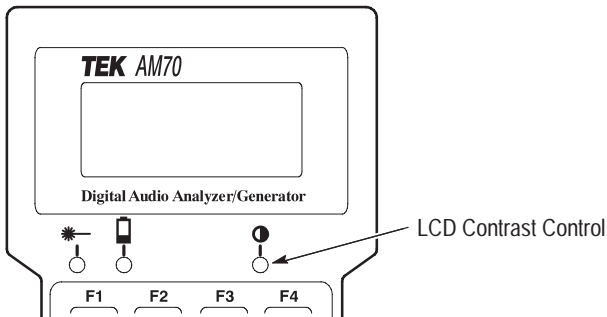 TEK AM70
Digital Audio Analyzer/Generator
LCD Contrast Control
F1 F2 F3 F4